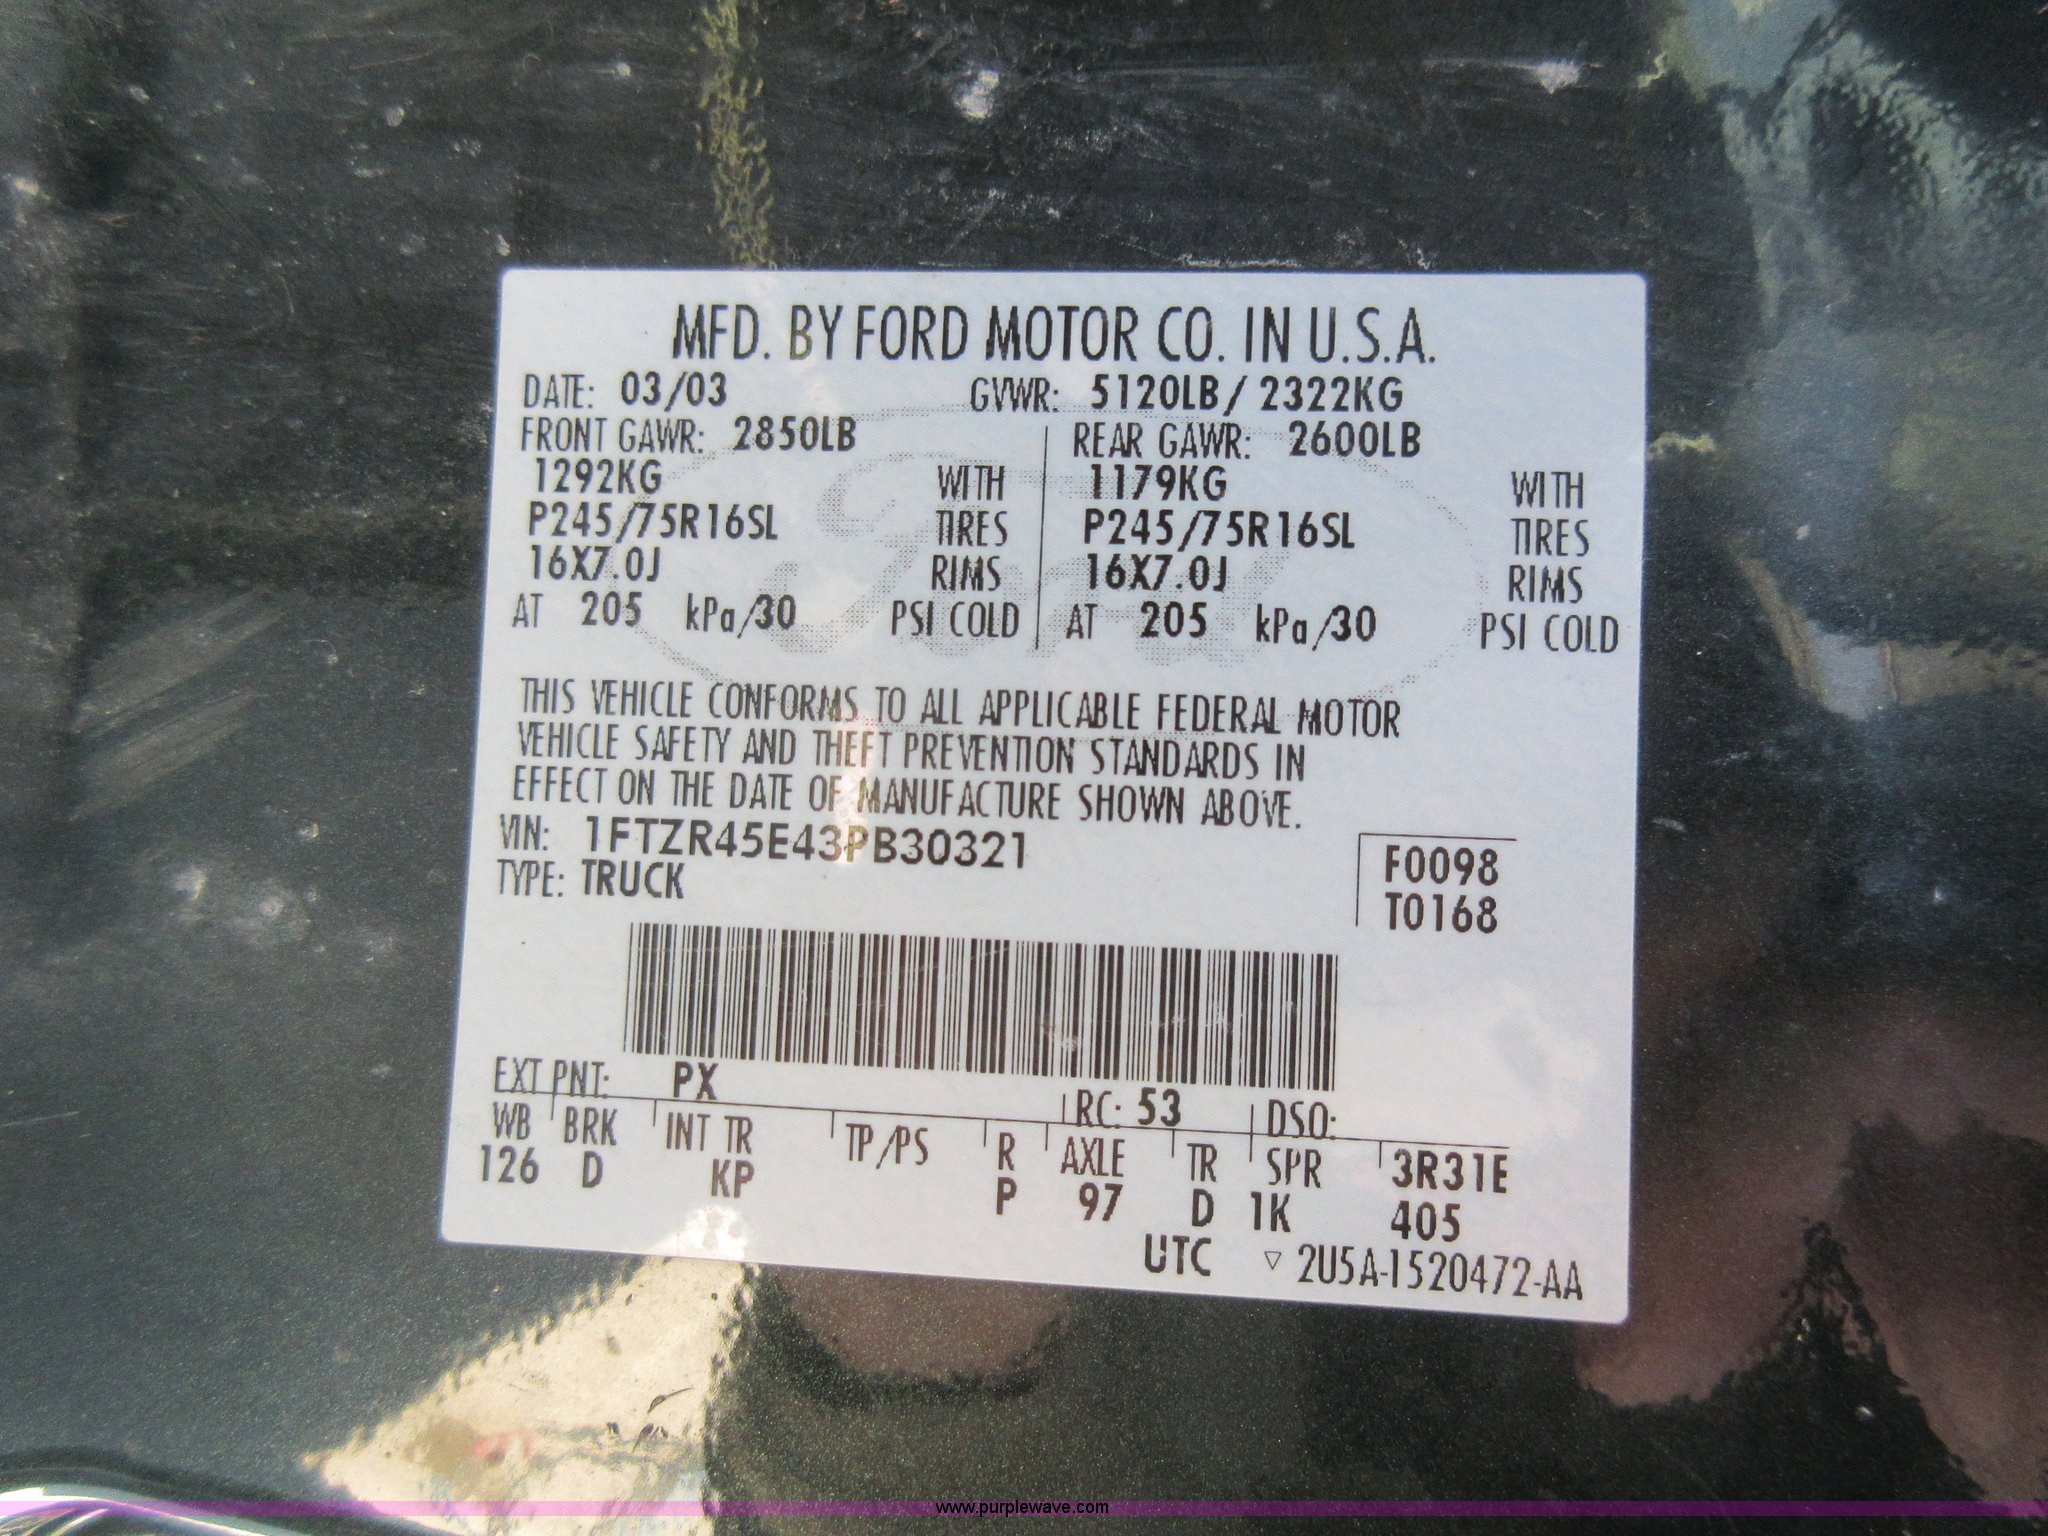 MFD. BY FORD MOTOR CO. IN U.S.A.
DATE: 03/03 GVWR: 5120LB / 2322KG
FRONT GAWR: 2850LB REAR GAWR: 2600LB
1292KG WITH 1179KG WITH
P245/75R16SL TIRES P245/75R16SL TIRES
16X7.0J RIMS 16X7.0J RIMS
AT 205 kPa/30 PSI COLD AT 205 kPa/30 PSI COLD
THIS VEHICLE CONFORMS TO ALL APPLICABLE FEDERAL MOTOR
VEHICLE SAFETY AND THEFT PREVENTION STANDARDS IN
EFFECT ON THE DATE OF MANUFACTURE SHOWN ABOVE.
VIN: 1FTZR45E43PB30321
F0098
TYPE: TRUCK
T0168
EXT PNT: PX RC: 53 DSO:
WB BRK INT TR TP/PS R AXLE TR SPR 3R31E
126 D KP P 97 D 1K 405
UTC ▽ 2U5A-1520472-AA
Ford
www.purplewave.com